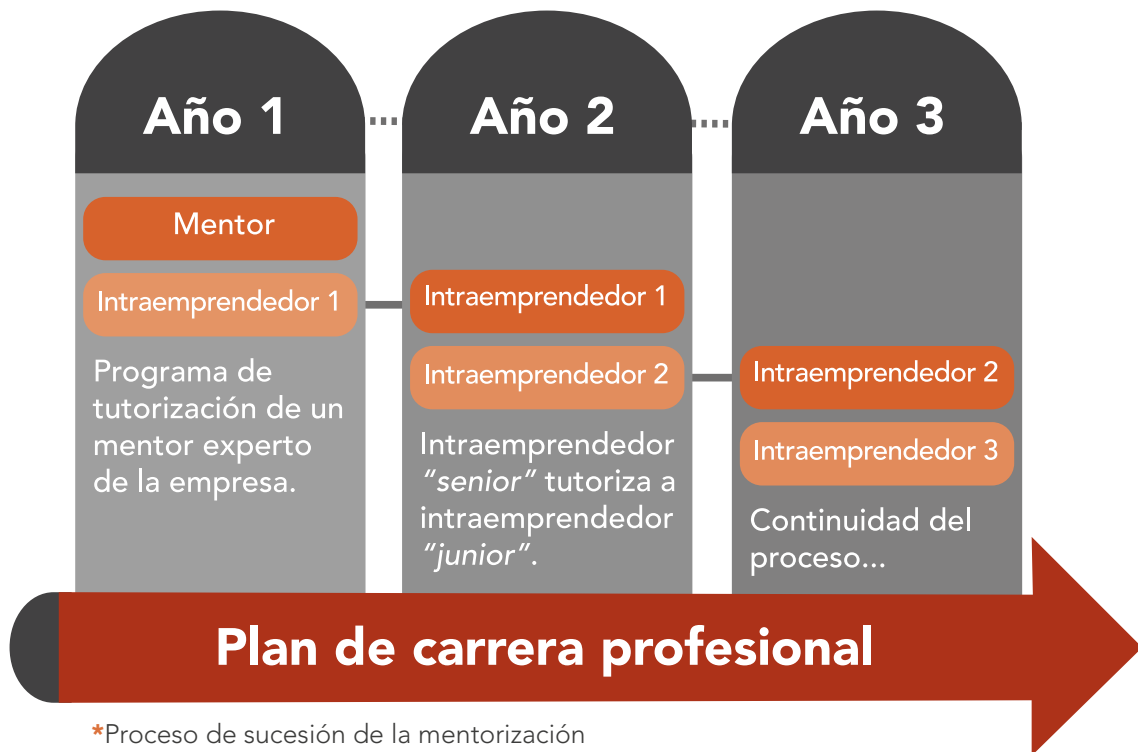 Año 1
Mentor
Intraemprendedor 1
Programa de
tutorización de un
mentor experto
de la empresa.
Año 2
Intraemprendedor 1
Intraemprendedor 2
Intraemprendedor
“senior” tutoriza a
intraemprendedor
“junior”.
Año 3
Intraemprendedor 2
Intraemprendedor 3
Continuidad del
proceso...
Plan de carrera profesional
*Proceso de sucesión de la mentorización